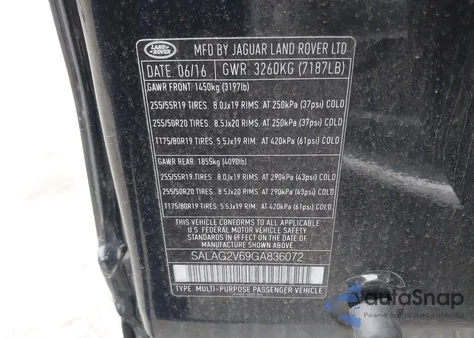 LAND ROVER
MFD BY JAGUAR LAND ROVER LTD
DATE: 06/16 GWR: 3260KG (7187LB)
GAWR FRONT: 1450kg (3197lb)
255/55R19 TIRES 8.0Jx19 RIMS. AT 250kPa (37psi) COLD
255/50R20 TIRES 8.5Jx20 RIMS. AT 250kPa (37psi) COLD
T175/80R19 TIRES 5.5Jx19 RIM. AT 420kPa (61psi) COLD
GAWR REAR: 1855kg (4090lb)
255/55R19 TIRES 8.0Jx19 RIMS. AT 290kPa (43psi) COLD
255/50R20 TIRES 8.5Jx20 RIMS. AT 290kPa (43psi) COLD
T175/80R19 TIRES 5.5Jx19 RIM. AT 420kPa (61psi) COLD
THIS VEHICLE CONFORMS TO ALL APPLICABLE
U.S. FEDERAL MOTOR VEHICLE SAFETY
STANDARDS IN EFFECT ON THE DATE OF
MANUFACTURE SHOWN ABOVE.
SALAG2V69GA836072
TYPE: MULTI-PURPOSE PASSENGER VEHICLE
AutoSnap